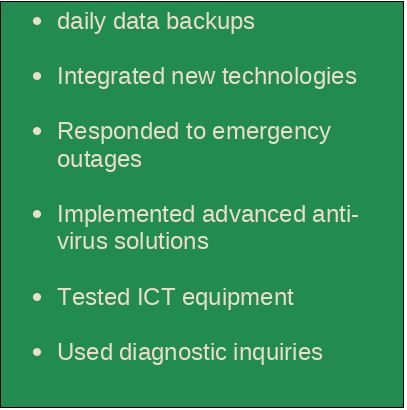 • daily data backups
• Integrated new technologies
• Responded to emergency
outages
• Implemented advanced anti-
virus solutions
• Tested ICT equipment
• Used diagnostic inquiries